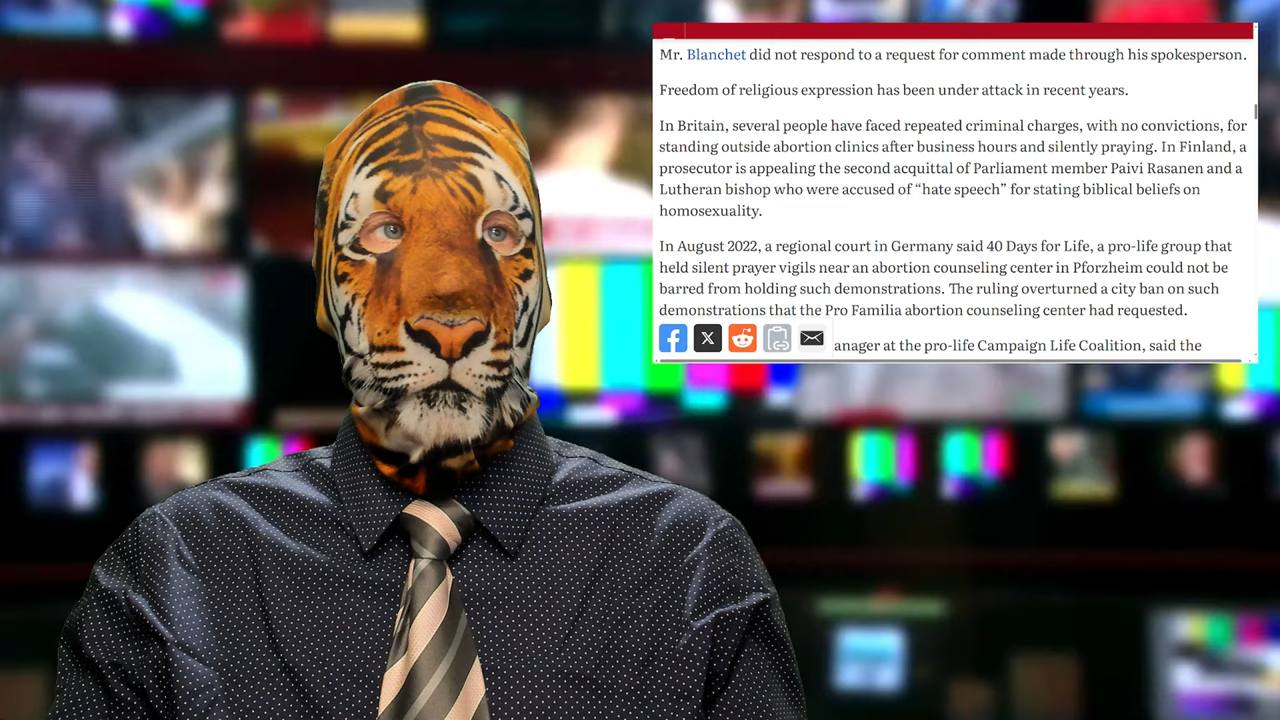 Mr. Blanchet did not respond to a request for comment made through his spokesperson.
Freedom of religious expression has been under attack in recent years.
In Britain, several people have faced repeated criminal charges, with no convictions, for
standing outside abortion clinics after business hours and silently praying. In Finland, a
prosecutor is appealing the second acquittal of Parliament member Paivi Rasanen and a
Lutheran bishop who were accused of “hate speech” for stating biblical beliefs on
homosexuality.
In August 2022, a regional court in Germany said 40 Days for Life, a pro-life group that
held silent prayer vigils near an abortion counseling center in Pforzheim could not be
barred from holding such demonstrations. The ruling overturned a city ban on such
demonstrations that the Pro Familia abortion counseling center had requested.
anager at the pro-life Campaign Life Coalition, said the